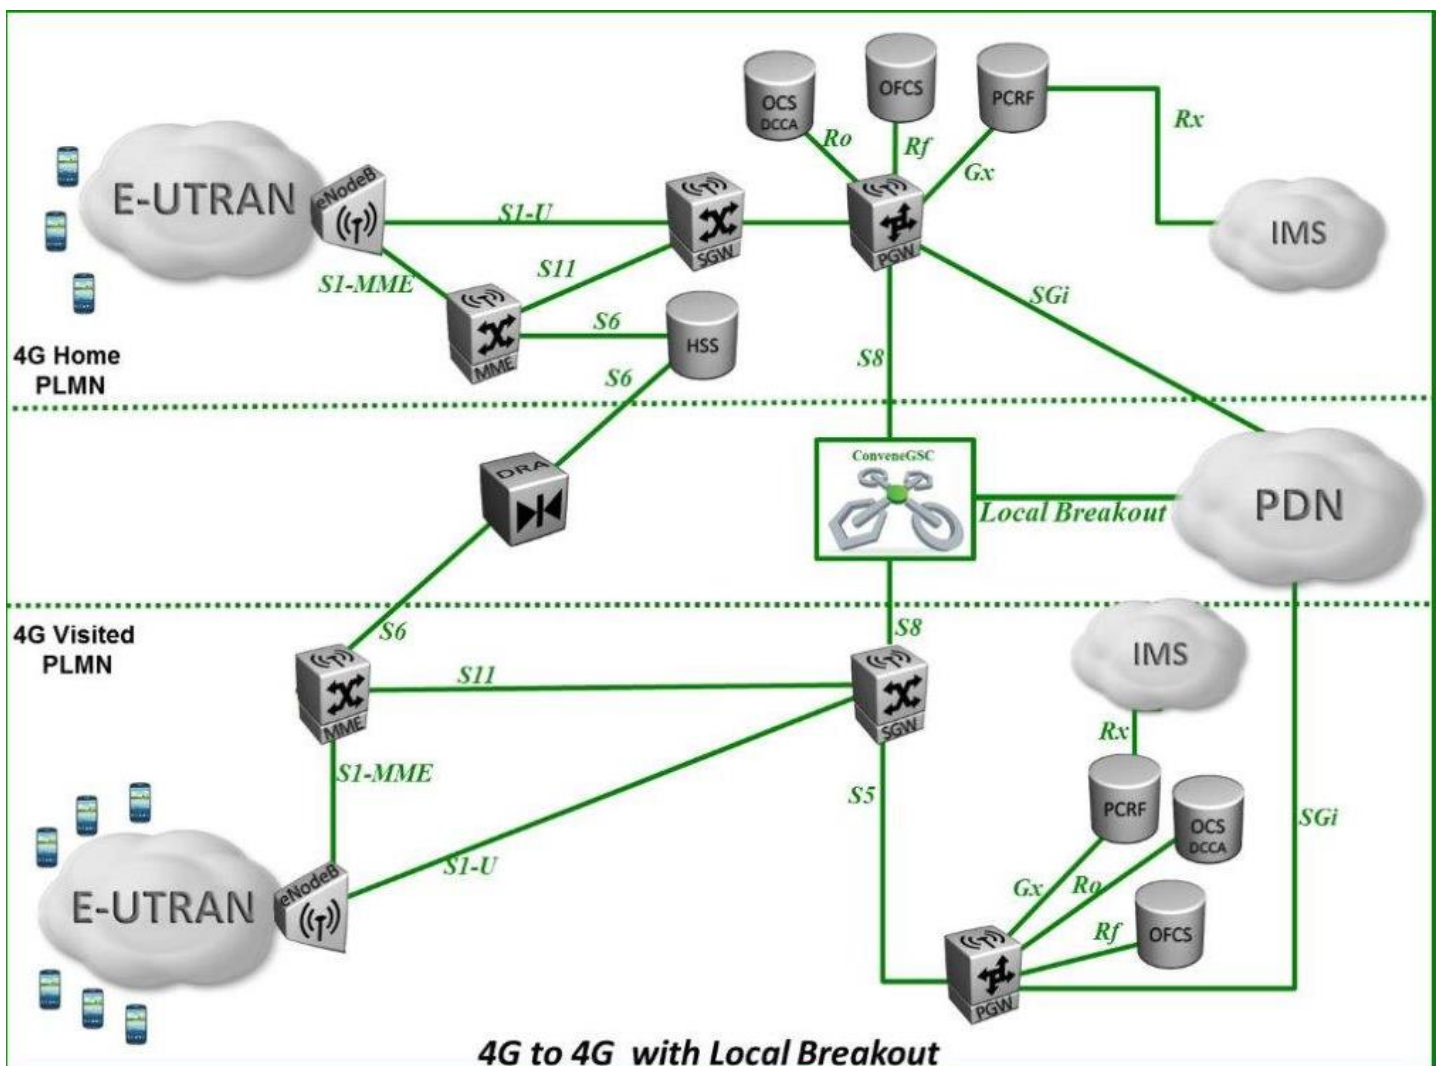 OCS
DCCA
OFCS
PCRF
Rx
Ro
Rf
Gx
E-UTRAN
eNodeB
S1-U
SGW
PGW
IMS
S1-MME
S11
SGi
MME
S6
HSS
S8
4G Home
PLMN
S6
DRA
ConveneGSC
Local Breakout
PDN
4G Visited
PLMN
S6
S8
IMS
MME
S11
SGW
Rx
S1-MME
S5
PCRF
OCS
DCCA
SGi
E-UTRAN
eNodeB
S1-U
Gx
Ro
Rf
OFCS
PGW
4G to 4G with Local Breakout